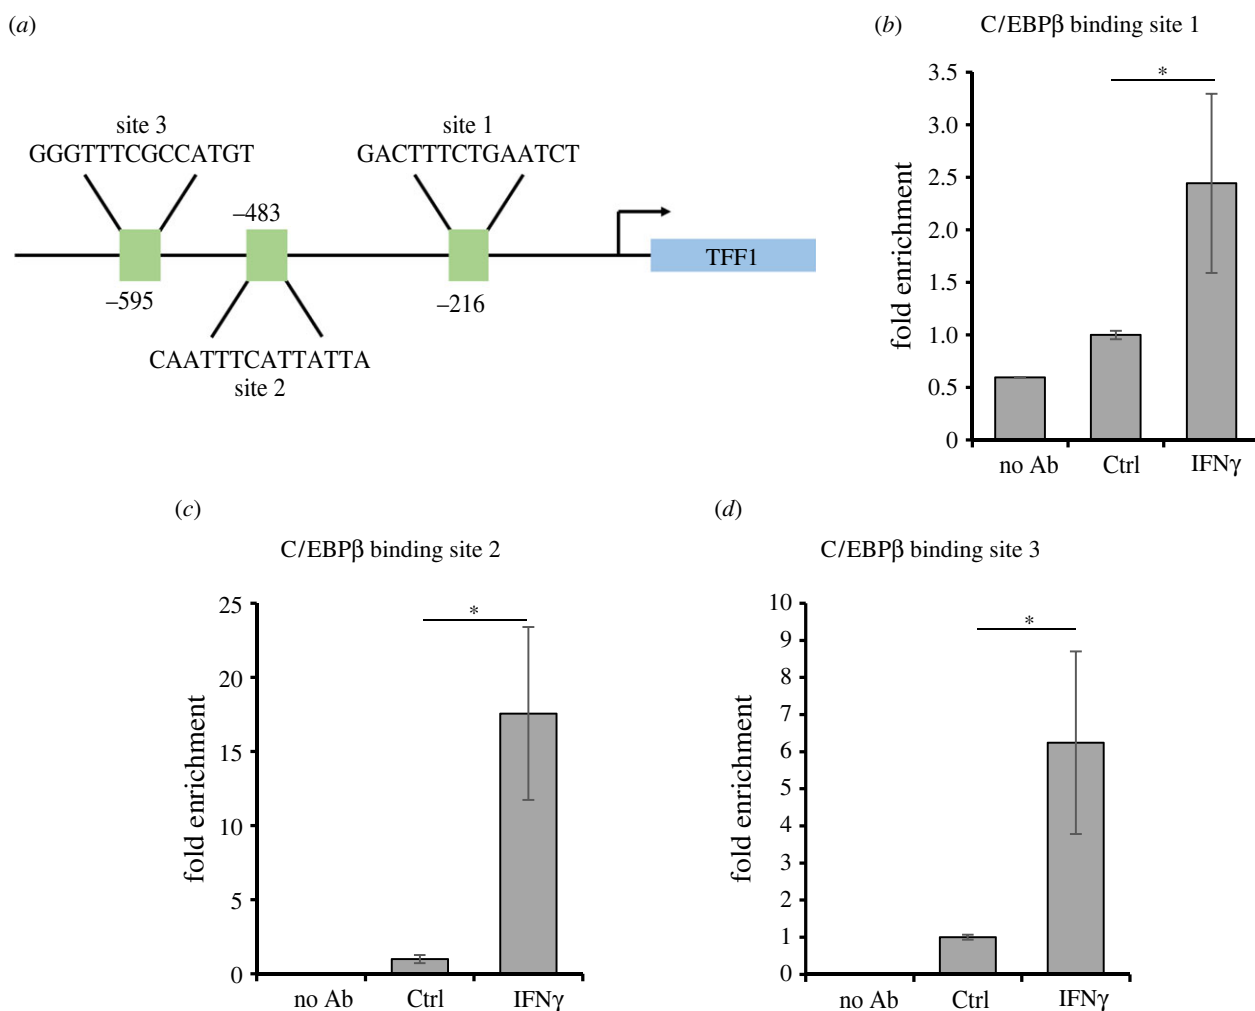 (a)
site 3
GGGTTTCGCCATGT
site 1
GACTTTCTGAATCT
–483
TFF1
–595
–216
CAATTTCATTATTA
site 2
(b)
C/EBPβ binding site 1
fold enrichment
3.5
3.0
2.5
2.0
1.5
1.0
0.5
0
*
no Ab
Ctrl
IFNγ
(c)
C/EBPβ binding site 2
fold enrichment
25
20
15
10
5
0
*
no Ab
Ctrl
IFNγ
(d)
C/EBPβ binding site 3
fold enrichment
10
9
8
7
6
5
4
3
2
1
0
*
no Ab
Ctrl
IFNγ